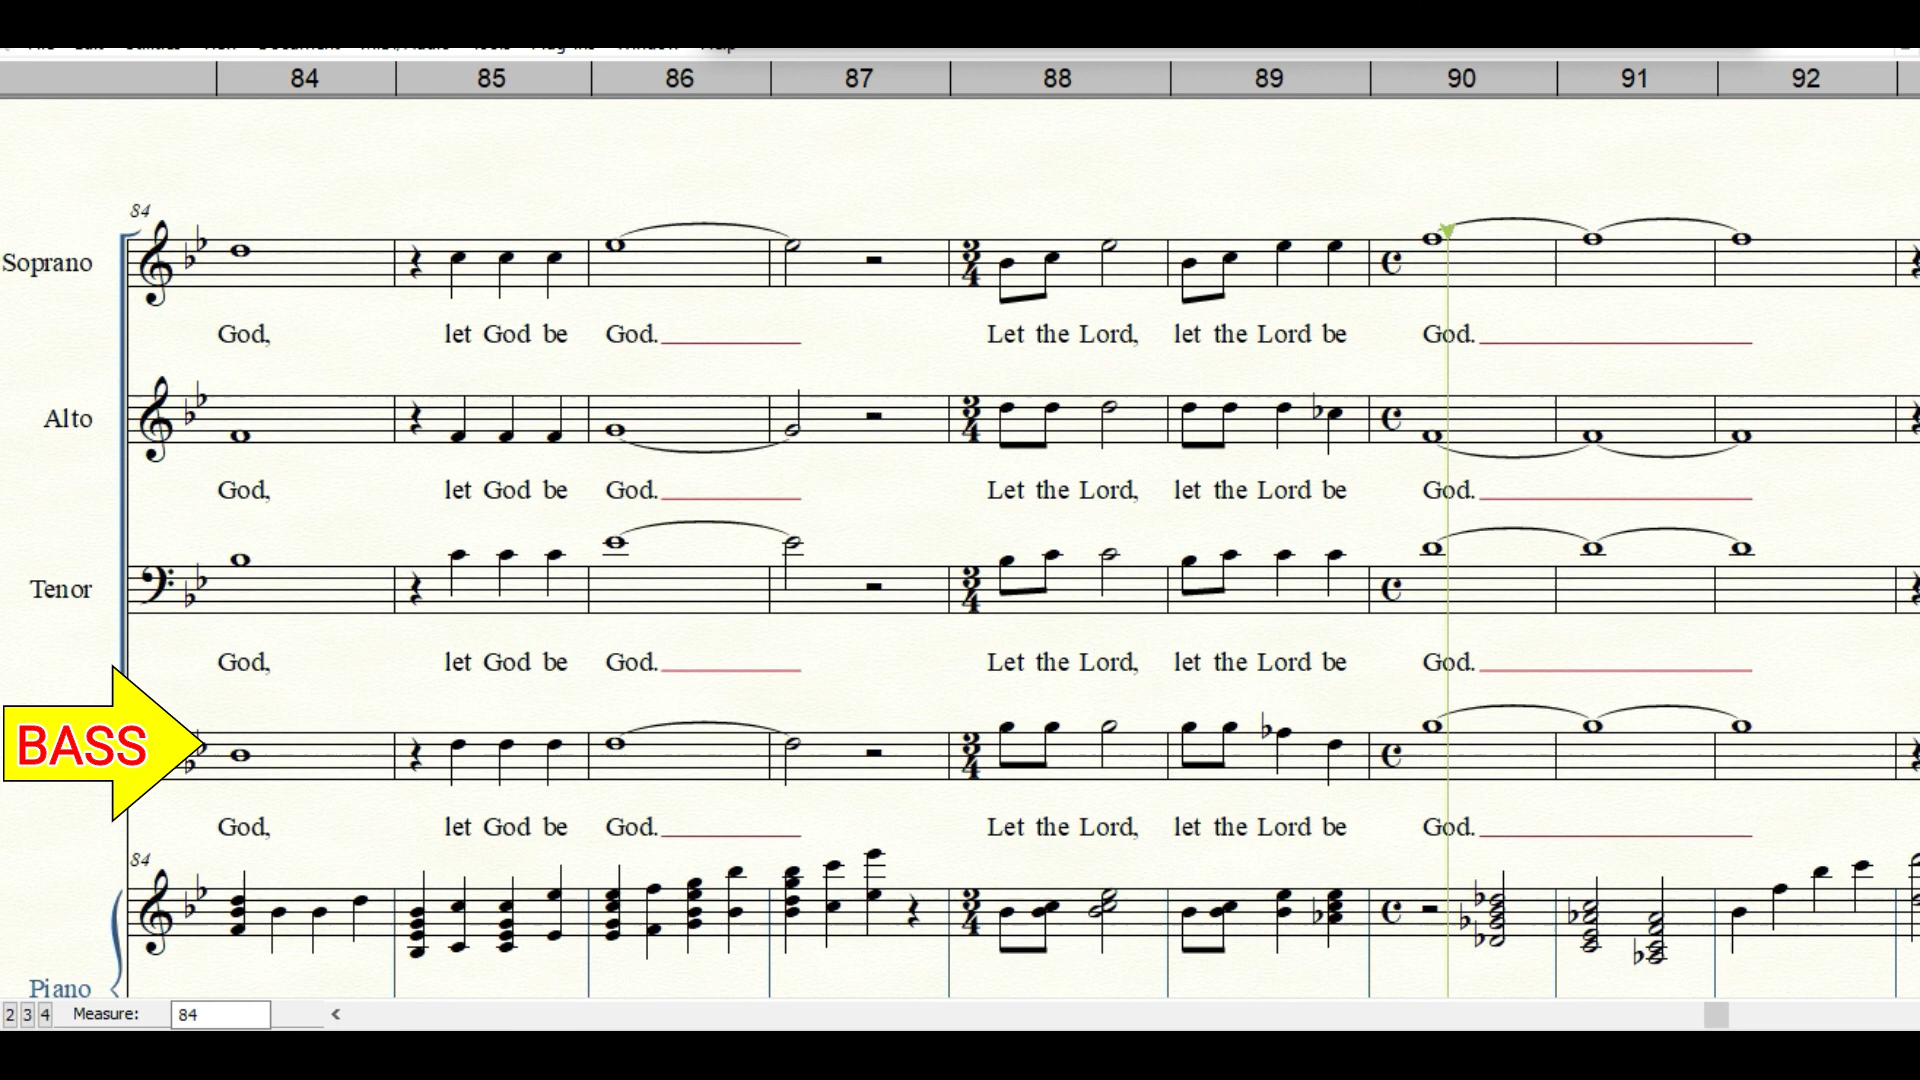 84 85 86 87 88 89 90 91 92
84
Soprano
God, let God be God. Let the Lord, let the Lord be God.
Alto
God, let God be God. Let the Lord, let the Lord be God.
Tenor
God, let God be God. Let the Lord, let the Lord be God.
BASS
God, let God be God. Let the Lord, let the Lord be God.
84
Piano
2 3 4 Measure: 84